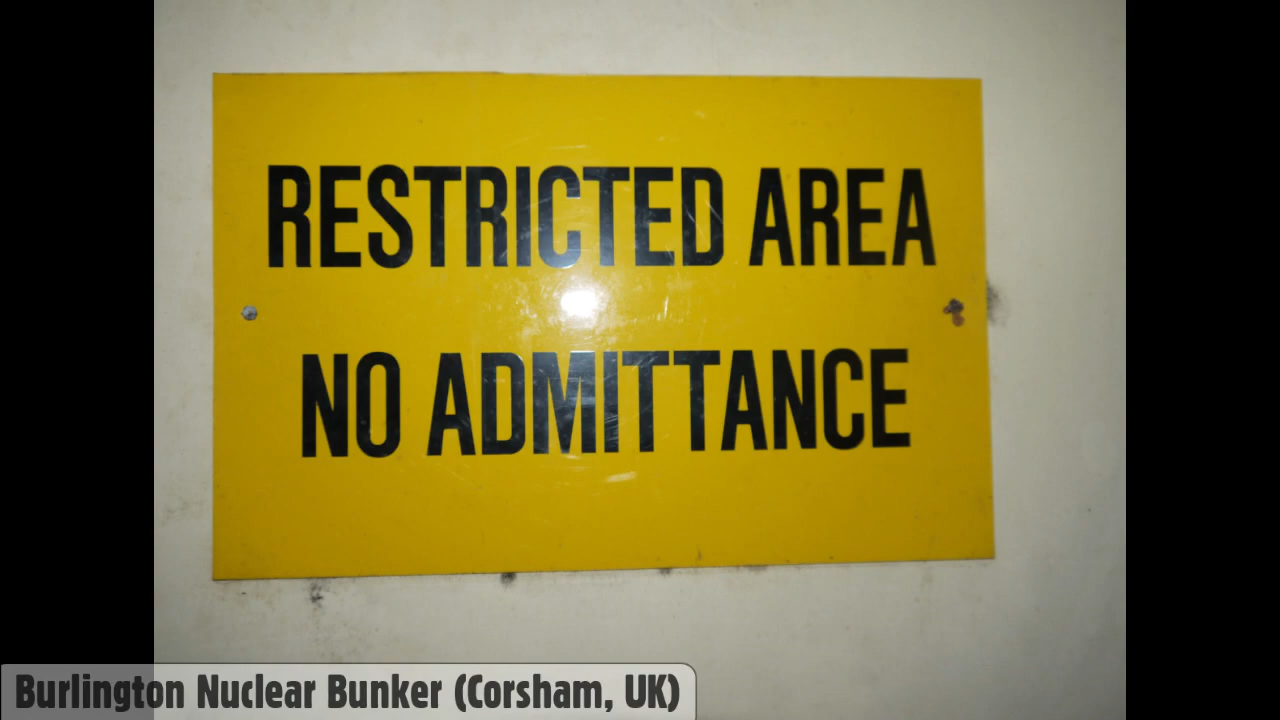 RESTRICTED AREA
NO ADMITTANCE
Burlington Nuclear Bunker (Corsham, UK)